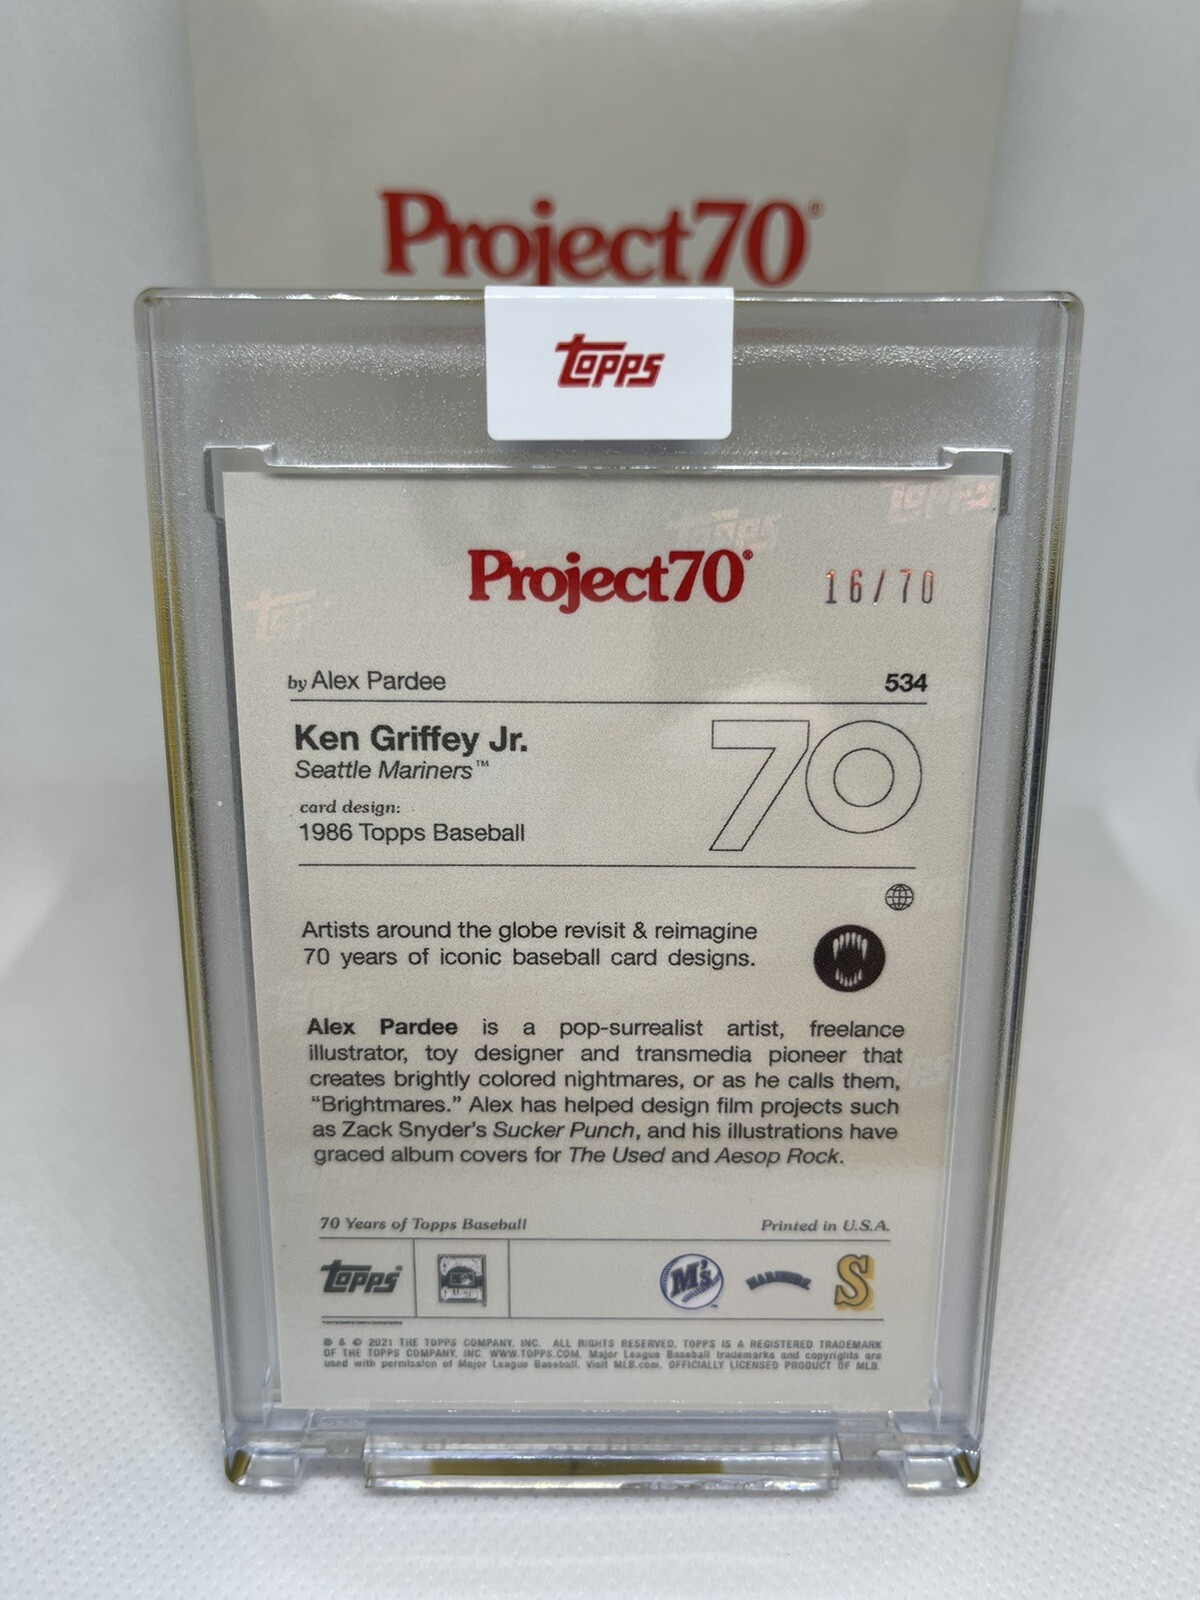 Project70®
Topps
Project70®
16/70
by Alex Pardee
534
Ken Griffey Jr.
Seattle Mariners™
70
card design:
1986 Topps Baseball
Artists around the globe revisit & reimagine
70 years of iconic baseball card designs.
Alex Pardee is a pop-surrealist artist, freelance
illustrator, toy designer and transmedia pioneer that
creates brightly colored nightmares, or as he calls them,
“Brightmares.” Alex has helped design film projects such
as Zack Snyder’s Sucker Punch, and his illustrations have
graced album covers for The Used and Aesop Rock.
70 Years of Topps Baseball
Printed in U.S.A.
Topps
M's
MARINERS
S
® & © 2021 THE TOPPS COMPANY, INC. ALL RIGHTS RESERVED. TOPPS IS A REGISTERED TRADEMARK
OF THE TOPPS COMPANY, INC. WWW.TOPPS.COM. Major League Baseball trademarks and copyrights are
used with permission of Major League Baseball. Visit MLB.com. OFFICIALLY LICENSED PRODUCT OF MLB.